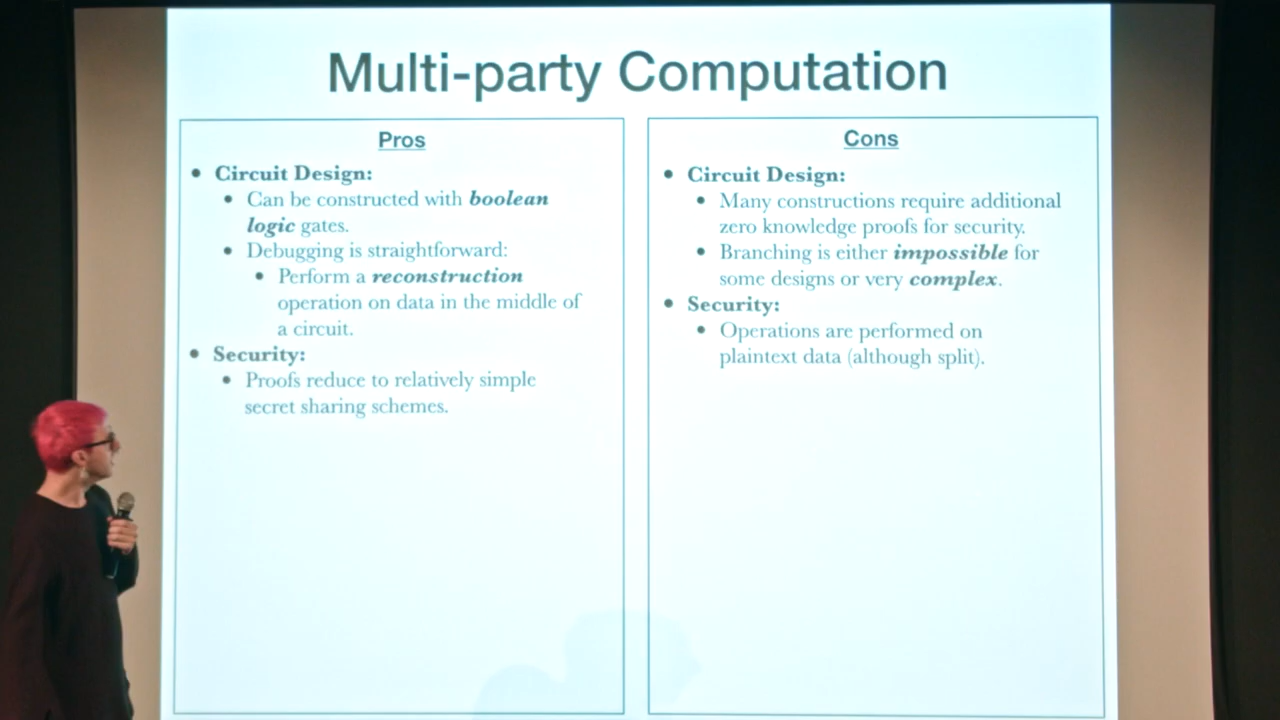 Multi-party Computation
Pros
• Circuit Design:
• Can be constructed with boolean
logic gates.
• Debugging is straightforward:
• Perform a reconstruction
operation on data in the middle of
a circuit.
• Security:
• Proofs reduce to relatively simple
secret sharing schemes.
Cons
• Circuit Design:
• Many constructions require additional
zero knowledge proofs for security.
• Branching is either impossible for
some designs or very complex.
• Security:
• Operations are performed on
plaintext data (although split).